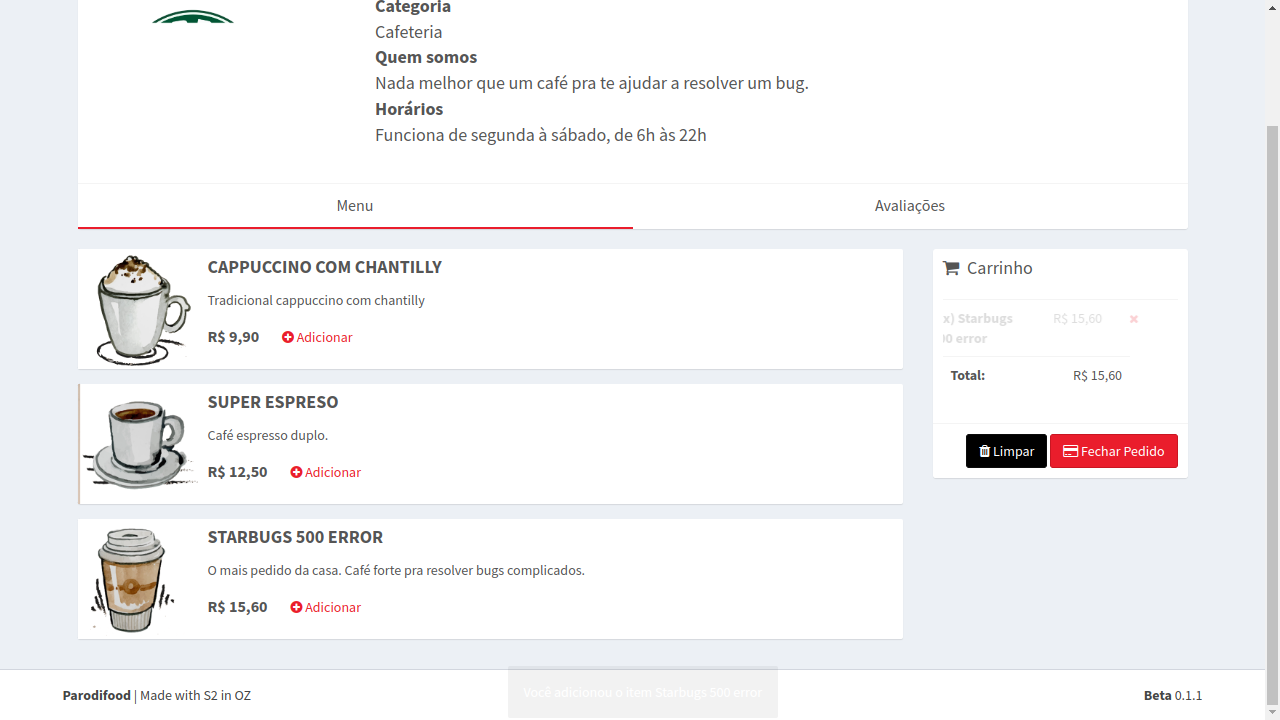 Categoria
Cafeteria
Quem somos
Nada melhor que um café pra te ajudar a resolver um bug.
Horários
Funciona de segunda à sábado, de 6h às 22h
Menu
Avaliações
CAPPUCCINO COM CHANTILLY
Tradicional cappuccino com chantilly
R$ 9,90 Adicionar
SUPER ESPRESO
Café espresso duplo.
R$ 12,50 Adicionar
STARBUGS 500 ERROR
O mais pedido da casa. Café forte pra resolver bugs complicados.
R$ 15,60 Adicionar
Carrinho
x) Starbugs R$ 15,60
00 error
Total: R$ 15,60
Limpar Fechar Pedido
Você adicionou o item Starbugs 500 error
Parodifood | Made with S2 in OZ
Beta 0.1.1